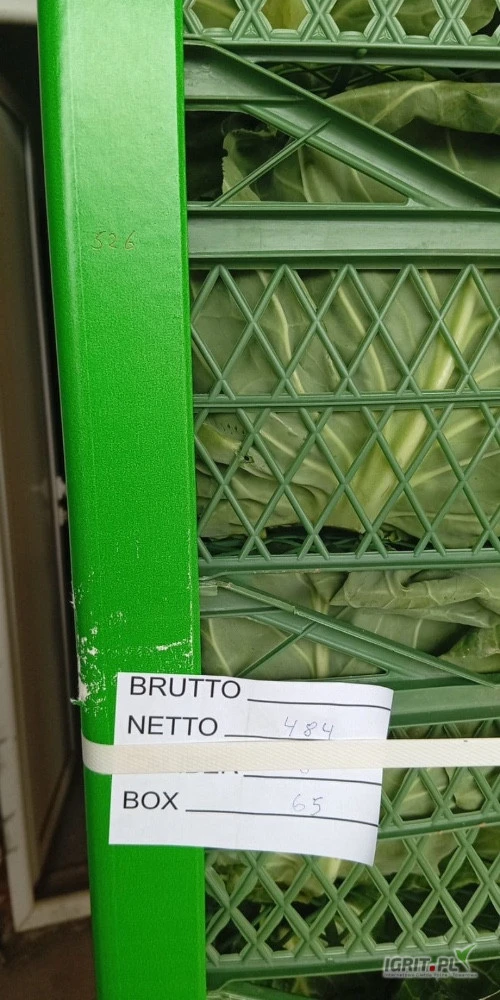 526
BRUTTO
NETTO 484
BOX 65
IGRIT.PL